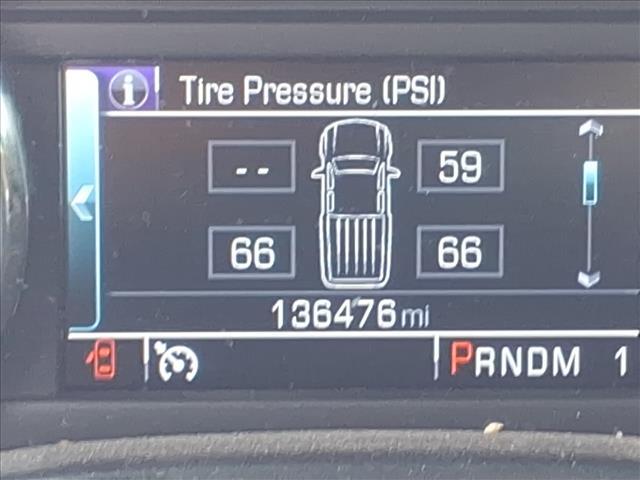 i Tire Pressure (PSI)
-- 59
66 66
136476 mi
PRNDM 1